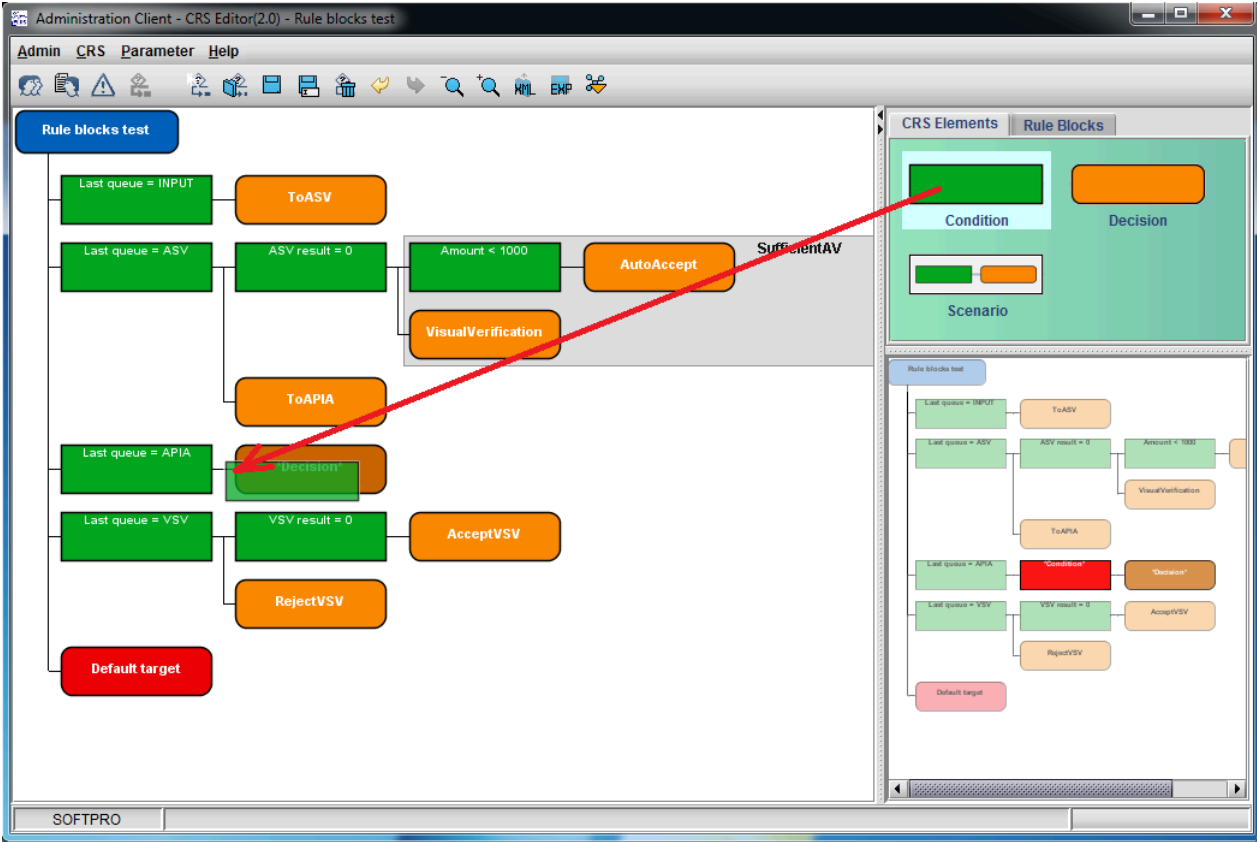 Administration Client - CRS Editor(2.0) - Rule blocks test
Admin CRS Parameter Help
XML EXP
Rule blocks test
Last queue = INPUT
ToASV
Last queue = ASV
ASV result = 0
Amount < 1000
AutoAccept
SufficientAV
VisualVerification
ToAPIA
Last queue = APIA
*Decision*
Last queue = VSV
VSV result = 0
AcceptVSV
RejectVSV
Default target
CRS Elements
Rule Blocks
Condition
Decision
Scenario
Rule blocks test
Last queue = INPUT
ToASV
Last queue = ASV
ASV result = 0
Amount < 1000
VisualVerification
ToAPIA
Last queue = APIA
*Condition*
*Decision*
Last queue = VSV
VSV result = 0
AcceptVSV
RejectVSV
Default target
SOFTPRO